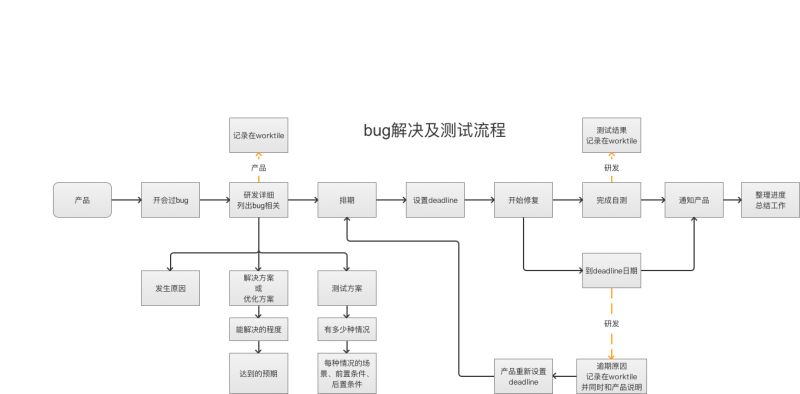 bug解决及测试流程
记录在worktile
测试结果
记录在worktile
产品
研发
产品
开会过bug
研发详细
列出bug相关
排期
设置deadline
开始修复
完成自测
通知产品
整理进度
总结工作
发生原因
解决方案
或
优化方案
测试方案
到deadline日期
能解决的程度
有多少种情况
研发
达到的预期
每种情况的场
景、前置条件、
后置条件
产品重新设置
deadline
逾期原因
记录在worktile
并同时和产品说明